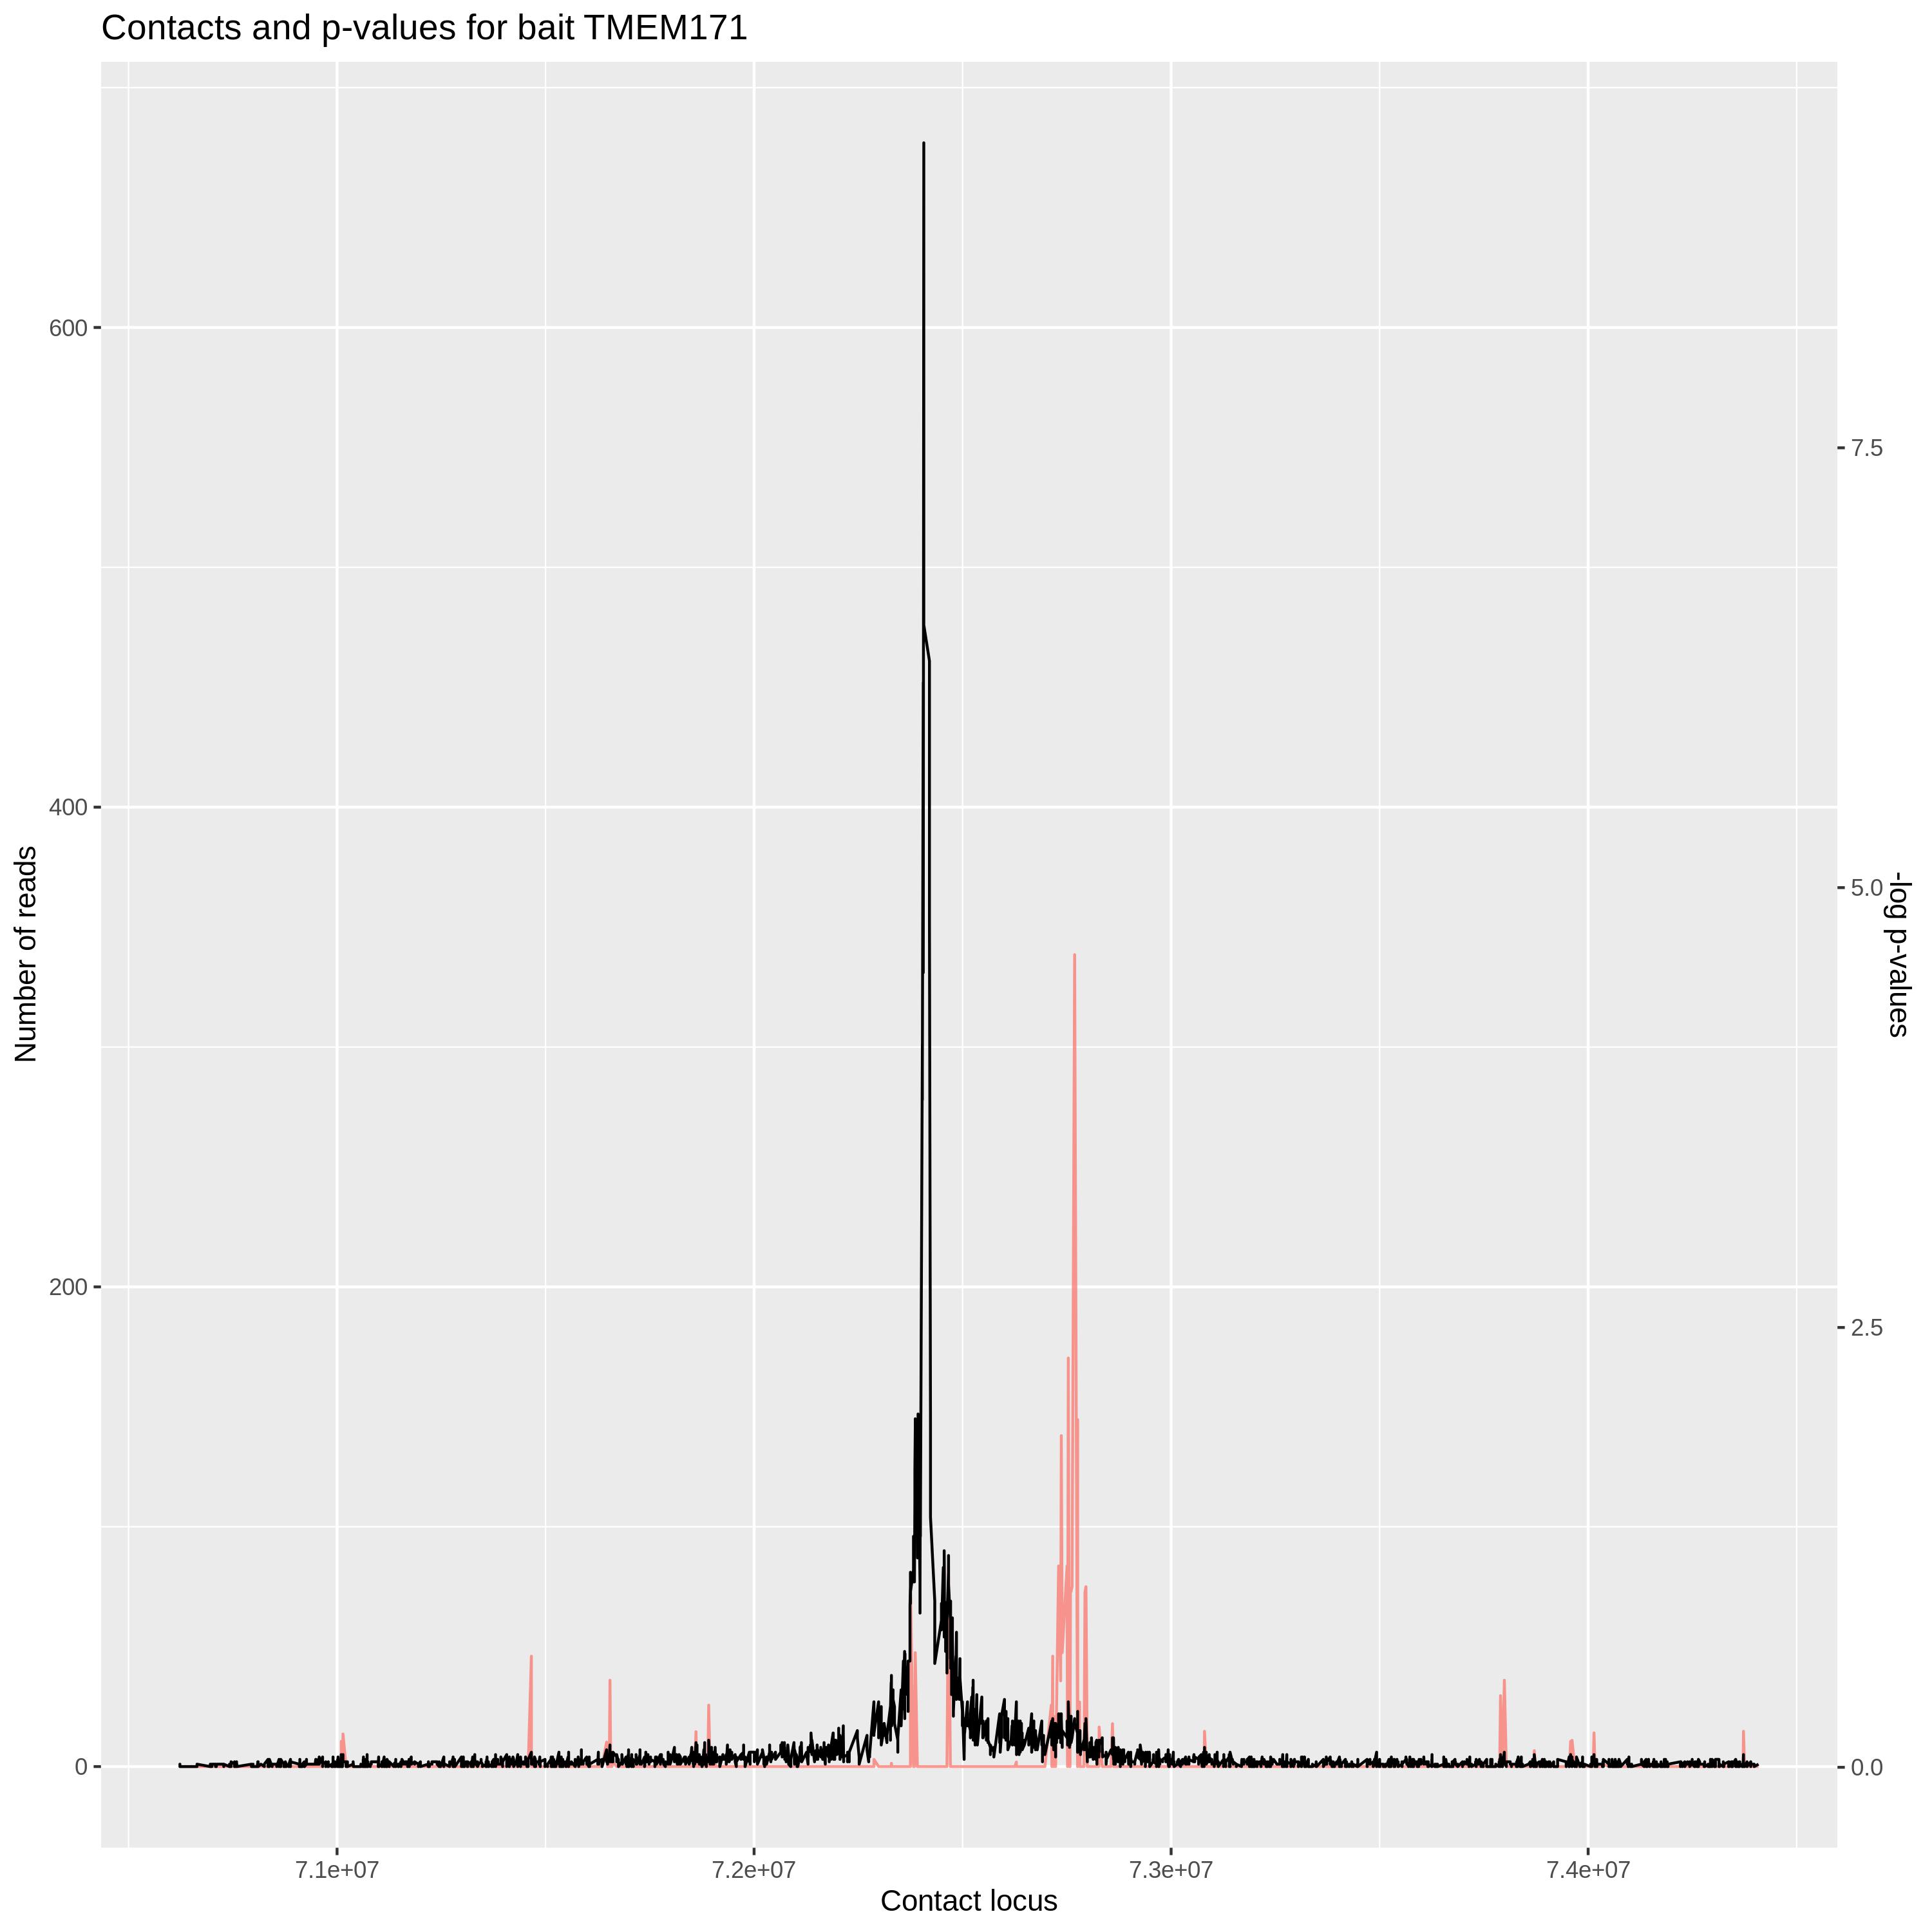 Contacts and p-values for bait TMEM171
Number of reads
600
400
200
0
7.5
5.0
2.5
0.0
-log p-values
7.1e+07
7.2e+07
7.3e+07
7.4e+07
Contact locus